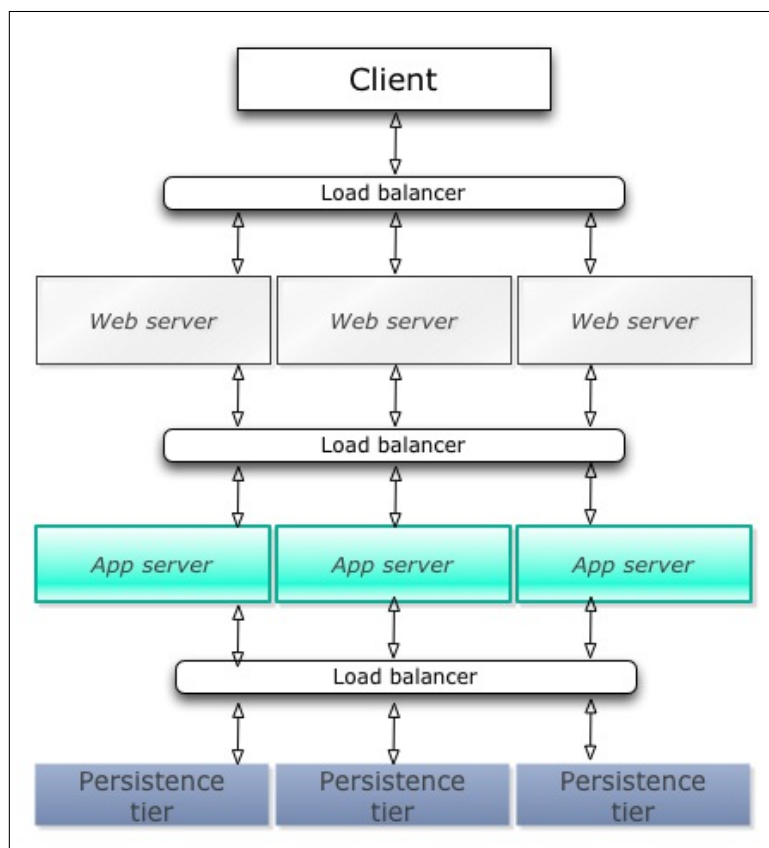 Client
Load balancer
Web server
Web server
Web server
Load balancer
App server
App server
App server
Load balancer
Persistence
tier
Persistence
tier
Persistence
tier